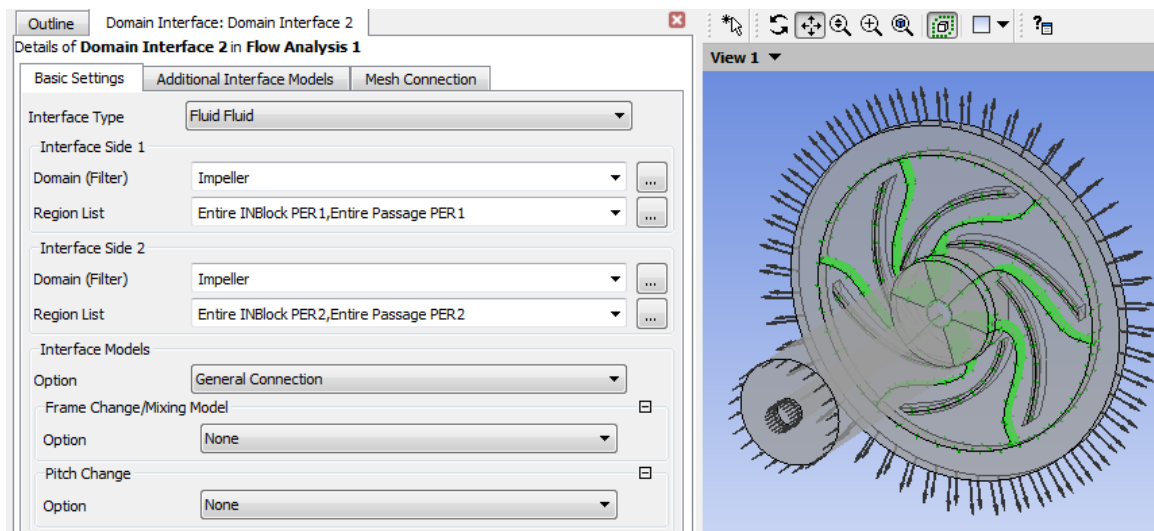 Outline Domain Interface: Domain Interface 2
Details of Domain Interface 2 in Flow Analysis 1
Basic Settings Additional Interface Models Mesh Connection
Interface Type Fluid Fluid
Interface Side 1
Domain (Filter) Impeller ...
Region List Entire INBlock PER1,Entire Passage PER1 ...
Interface Side 2
Domain (Filter) Impeller ...
Region List Entire INBlock PER2,Entire Passage PER2 ...
Interface Models
Option General Connection
Frame Change/Mixing Model
Option None
Pitch Change
Option None
View 1